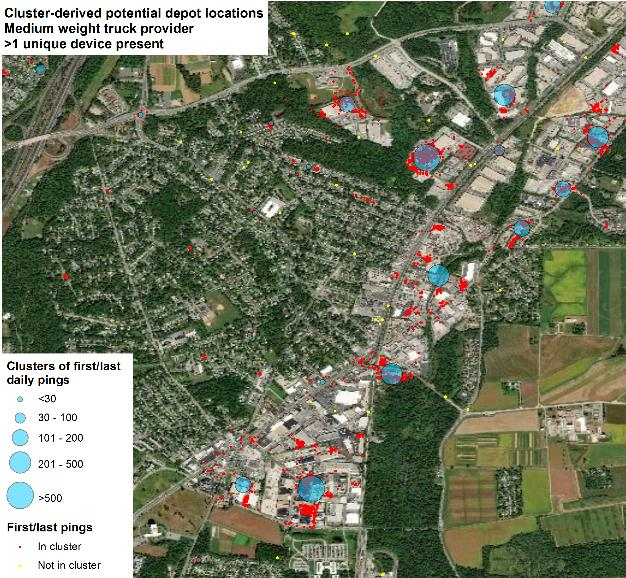 Cluster-derived potential depot locations
Medium weight truck provider
>1 unique device present
Clusters of first/last
daily pings
<30
30 - 100
101 - 200
201 - 500
>500
First/last pings
In cluster
Not in cluster